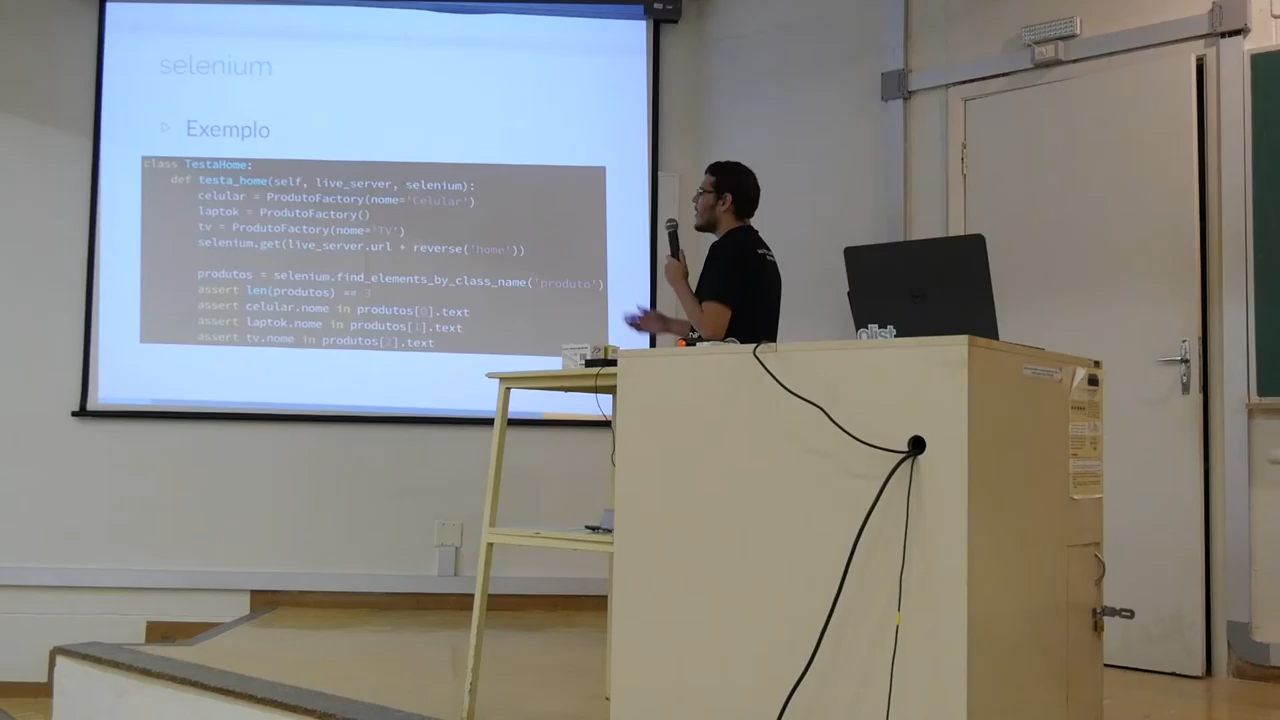 selenium
Exemplo
class TestaHome:
def testa_home(self, live_server, selenium):
celular = ProdutoFactory(nome='Celular')
laptok = ProdutoFactory()
tv = ProdutoFactory(nome='TV')
selenium.get(live_server.url + reverse('home'))
produtos = selenium.find_elements_by_class_name('produto')
assert len(produtos) == 3
assert celular.nome in produtos[0].text
assert laptok.nome in produtos[1].text
assert tv.nome in produtos[2].text
olist